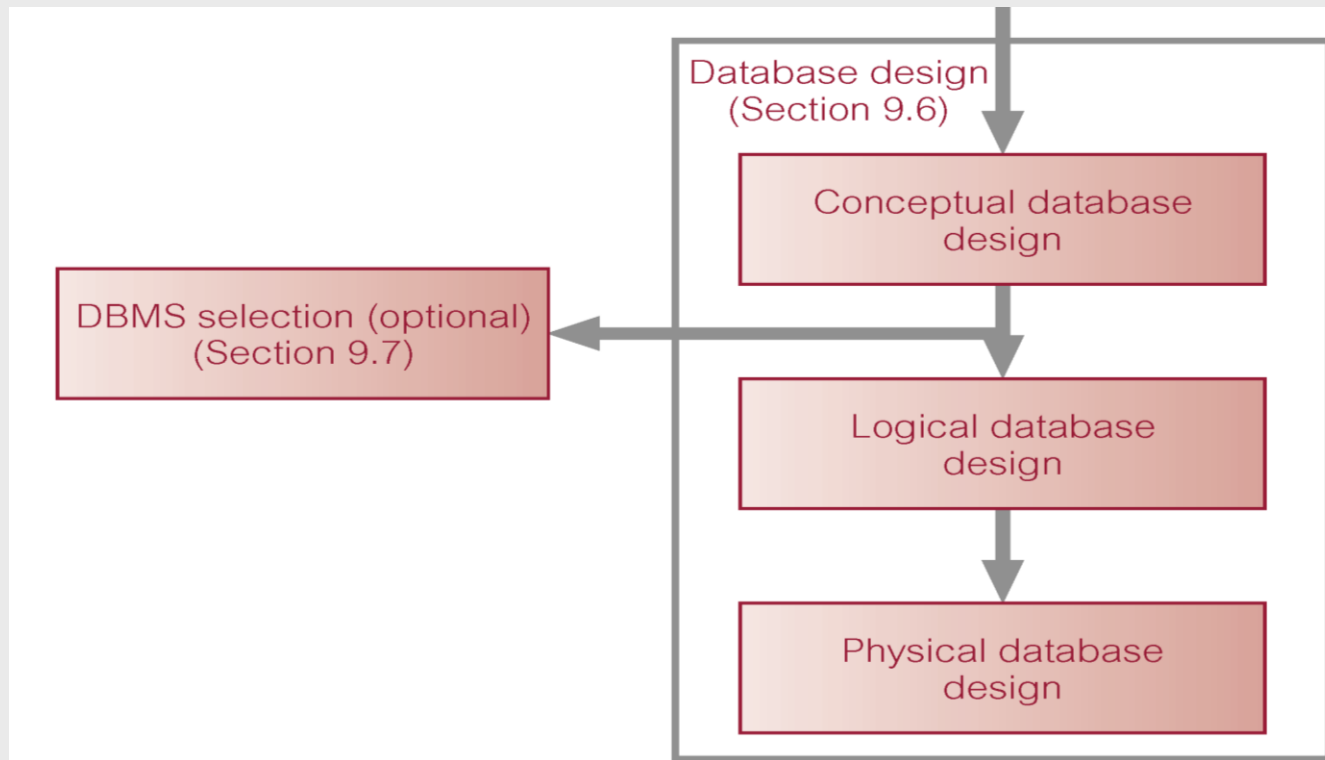 Database design
(Section 9.6)
Conceptual database
design
DBMS selection (optional)
(Section 9.7)
Logical database
design
Physical database
design